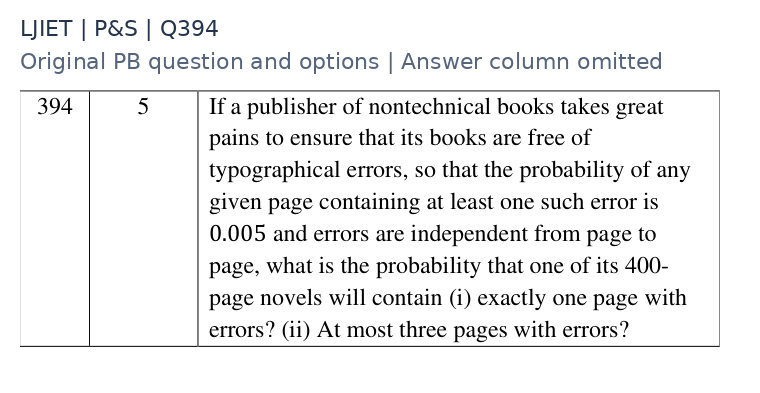 LJIET | P&S | Q394
Original PB question and options | Answer column omitted
394 5 If a publisher of nontechnical books takes great
pains to ensure that its books are free of
typographical errors, so that the probability of any
given page containing at least one such error is
0.005 and errors are independent from page to
page, what is the probability that one of its 400-
page novels will contain (i) exactly one page with
errors? (ii) At most three pages with errors?